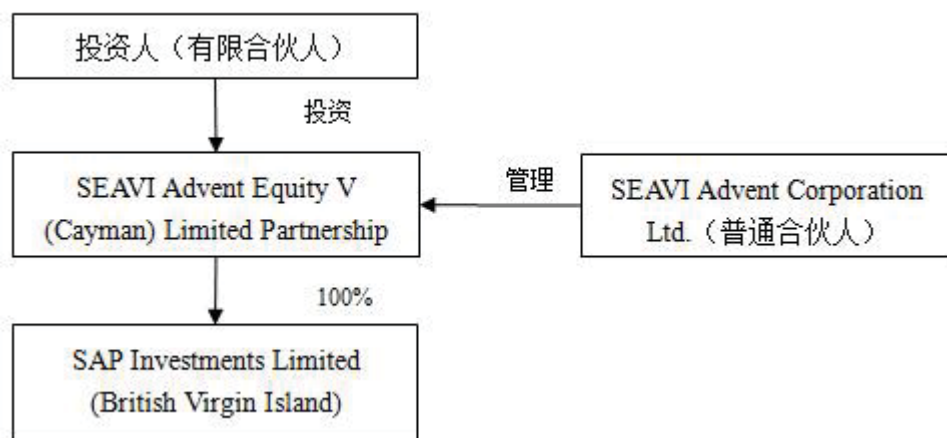 投资人（有限合伙人）
投资
SEAVI Advent Equity V
(Cayman) Limited Partnership
管理
SEAVI Advent Corporation
Ltd.（普通合伙人）
100%
SAP Investments Limited
(British Virgin Island)